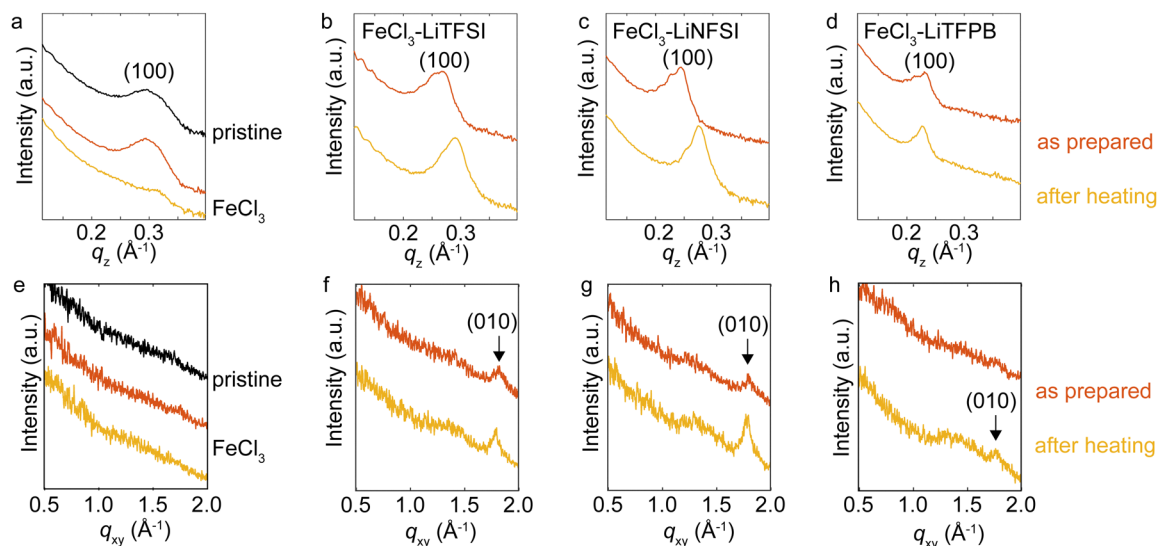 a
(100)
pristine
FeCl3
Intensity (a.u.)
0.2 0.3
qz (Å-1)
b
FeCl3-LiTFSI
(100)
Intensity (a.u.)
0.2 0.3
qz (Å-1)
c
FeCl3-LiNFSI
(100)
Intensity (a.u.)
0.2 0.3
qz (Å-1)
d
FeCl3-LiTFPB
(100)
Intensity (a.u.)
0.2 0.3
qz (Å-1)
as prepared
after heating
e
pristine
FeCl3
Intensity (a.u.)
0.5 1.0 1.5 2.0
qxy (Å-1)
f
(010)
Intensity (a.u.)
0.5 1.0 1.5 2.0
qxy (Å-1)
g
(010)
Intensity (a.u.)
0.5 1.0 1.5 2.0
qxy (Å-1)
h
(010)
Intensity (a.u.)
0.5 1.0 1.5 2.0
qxy (Å-1)
as prepared
after heating